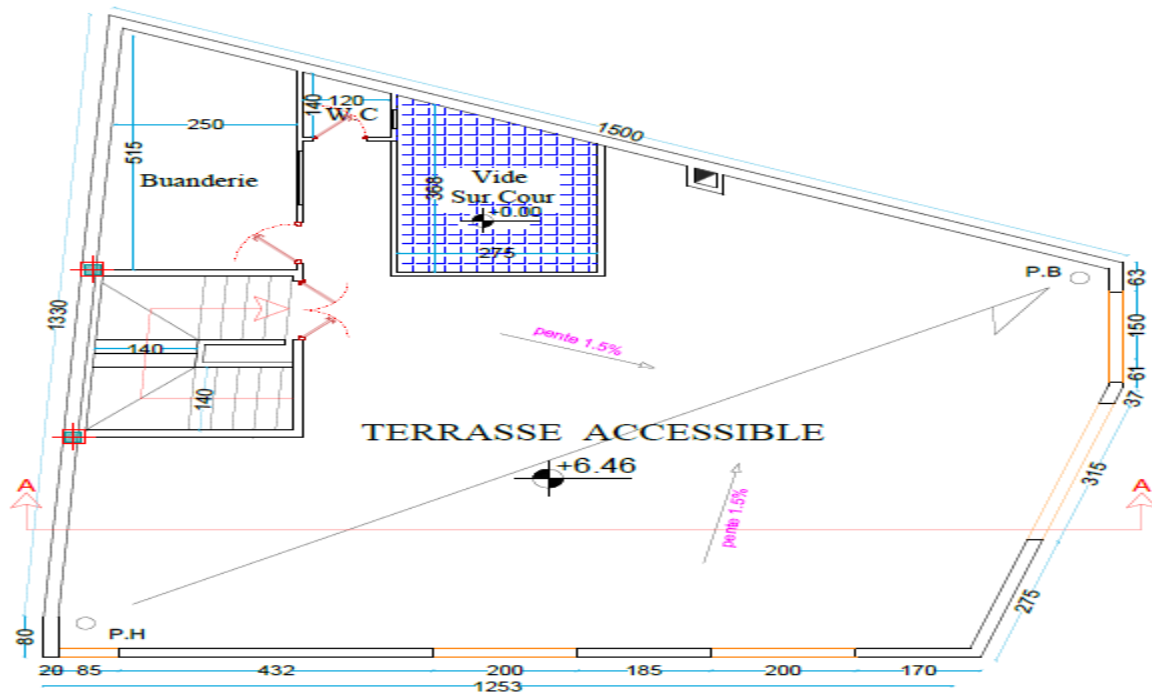 1500
140
120
W.C
250
515
Buanderie
Vide
Sur Cour
368
+0.00
275
P.B
63
1330
150
pente 1.5%
140
61
37
140
TERRASSE ACCESSIBLE
+6.46
315
A
A
pente 1.5%
275
80
P.H
20
85
432
200
185
200
170
1253